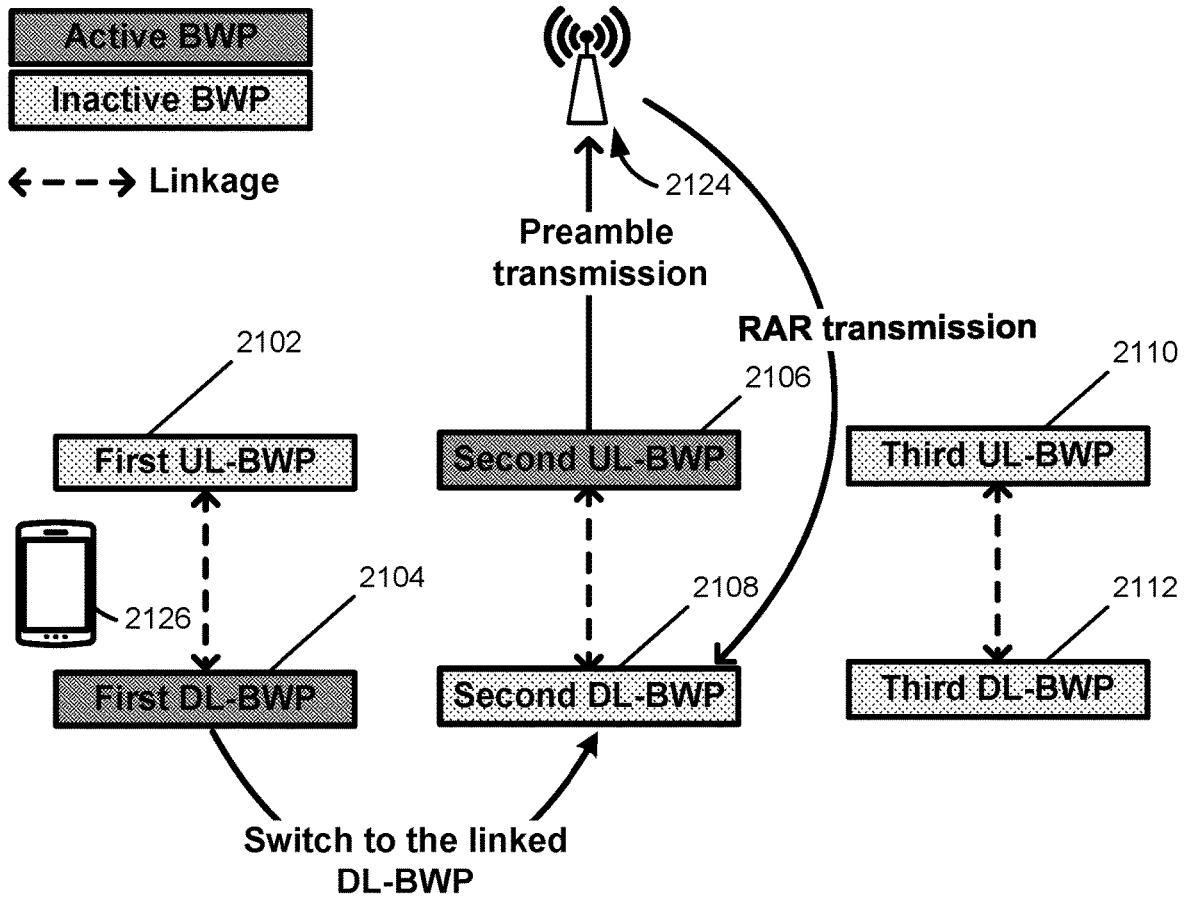 Active BWP
Inactive BWP
Linkage
2124
Preamble
transmission
RAR transmission
2102
2106
2110
First UL-BWP
Second UL-BWP
Third UL-BWP
2104
2108
2112
2126
First DL-BWP
Second DL-BWP
Third DL-BWP
Switch to the linked
DL-BWP